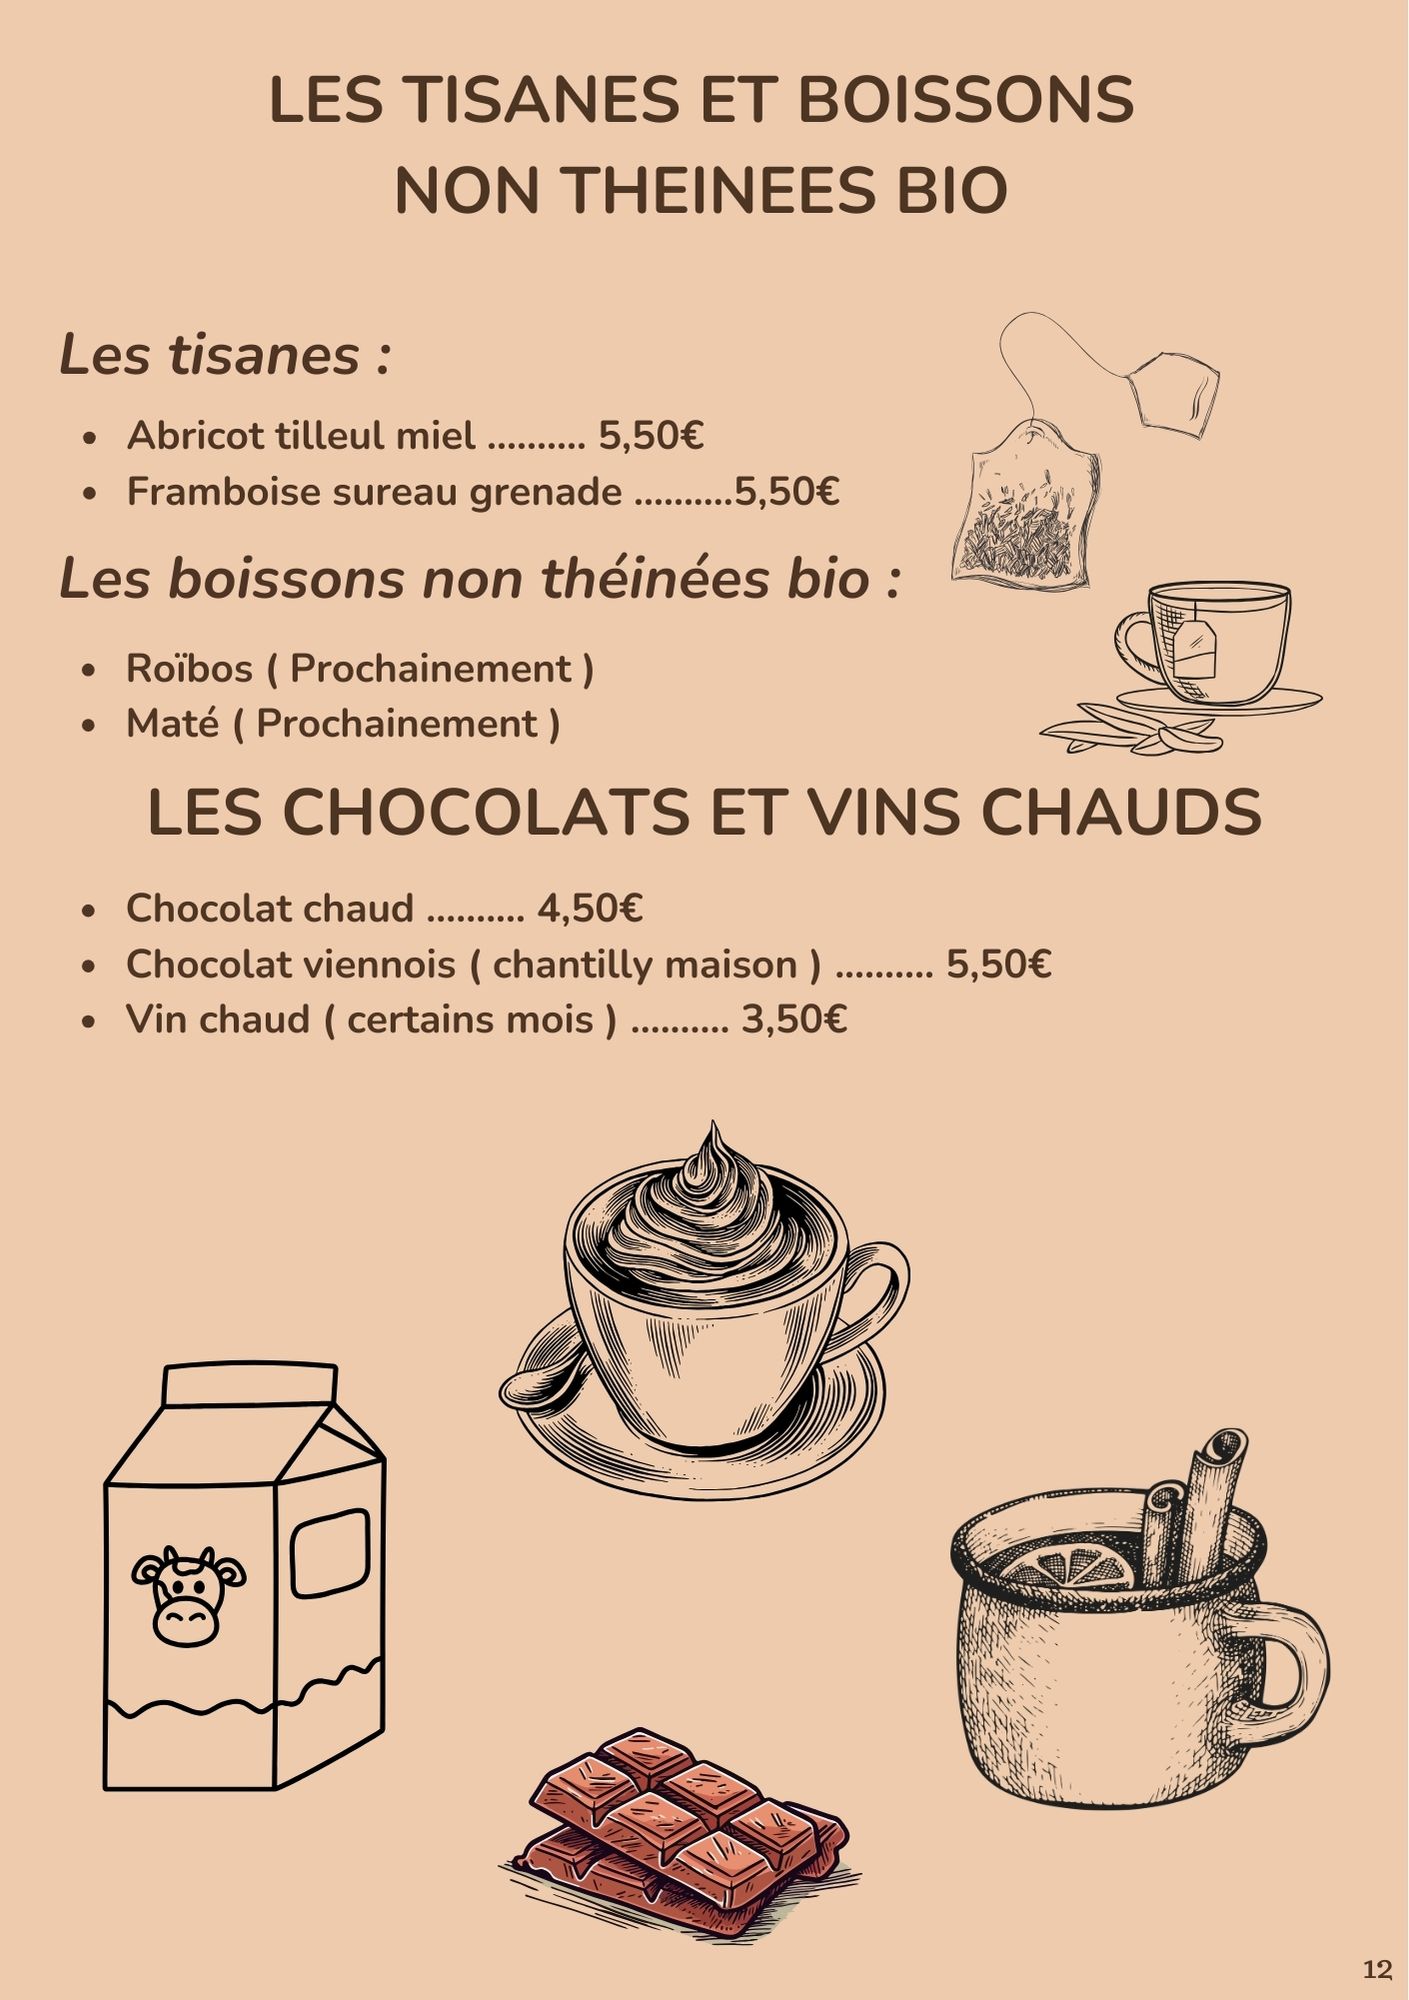 LES TISANES ET BOISSONS
NON THEINEES BIO
Les tisanes :
• Abricot tilleul miel .......... 5,50€
• Framboise sureau grenade ..........5,50€
Les boissons non théinées bio :
• Roïbos ( Prochainement )
• Maté ( Prochainement )
LES CHOCOLATS ET VINS CHAUDS
• Chocolat chaud .......... 4,50€
• Chocolat viennois ( chantilly maison ) .......... 5,50€
• Vin chaud ( certains mois ) .......... 3,50€
12